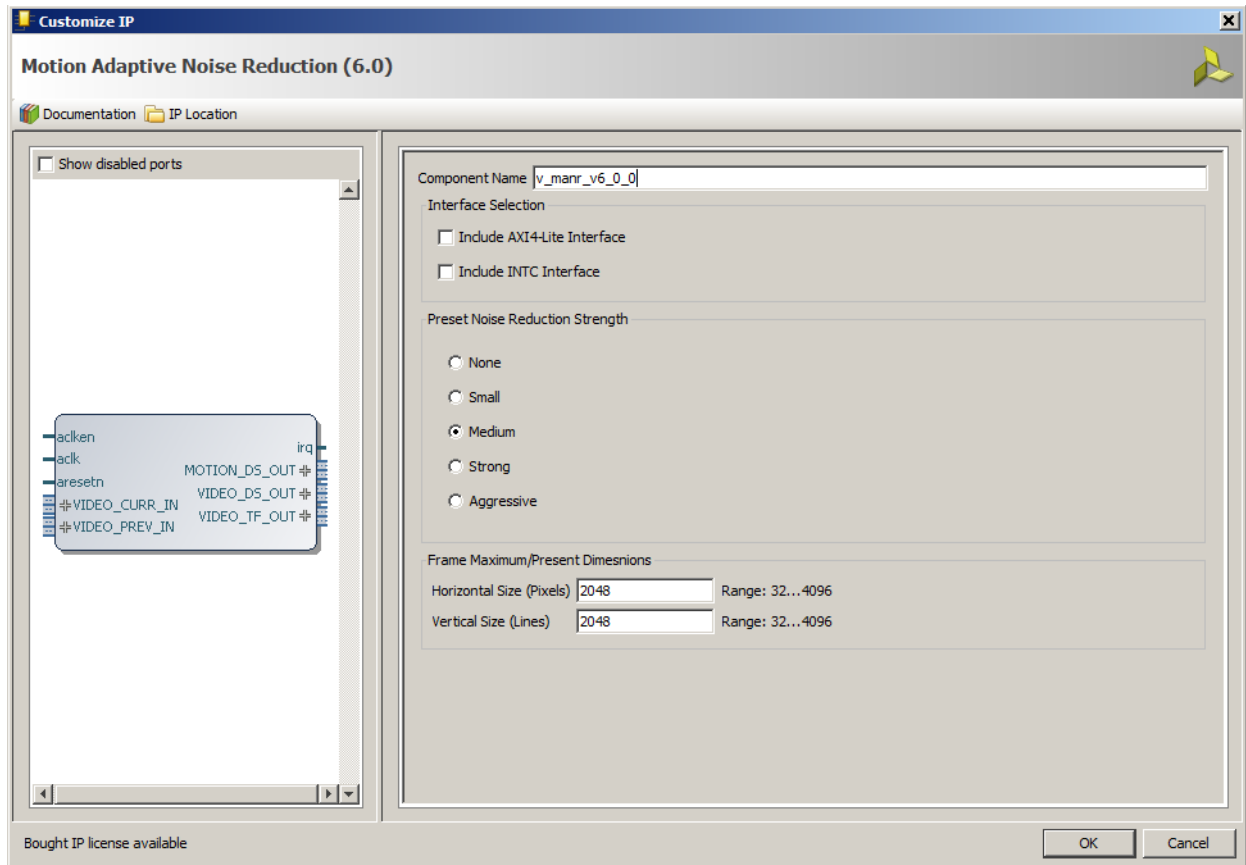 Customize IP
Motion Adaptive Noise Reduction (6.0)
Documentation IP Location
Show disabled ports
aclken
aclk
aresetn
VIDEO_CURR_IN
VIDEO_PREV_IN
irq
MOTION_DS_OUT
VIDEO_DS_OUT
VIDEO_TF_OUT
Component Name v_manr_v6_0_0
Interface Selection
Include AXI4-Lite Interface
Include INTC Interface
Preset Noise Reduction Strength
None
Small
Medium
Strong
Aggressive
Frame Maximum/Present Dimesnions
Horizontal Size (Pixels) 2048 Range: 32...4096
Vertical Size (Lines) 2048 Range: 32...4096
Bought IP license available
OK Cancel